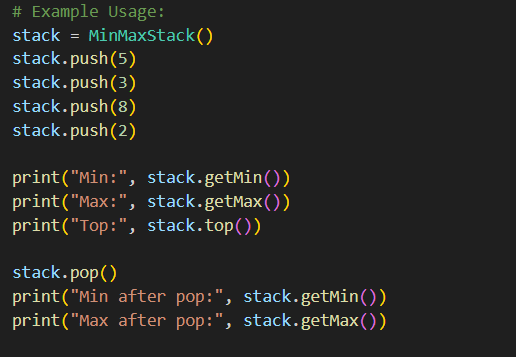 # Example Usage:
stack = MinMaxStack()
stack.push(5)
stack.push(3)
stack.push(8)
stack.push(2)

print("Min:", stack.getMin())
print("Max:", stack.getMax())
print("Top:", stack.top())

stack.pop()
print("Min after pop:", stack.getMin())
print("Max after pop:", stack.getMax())